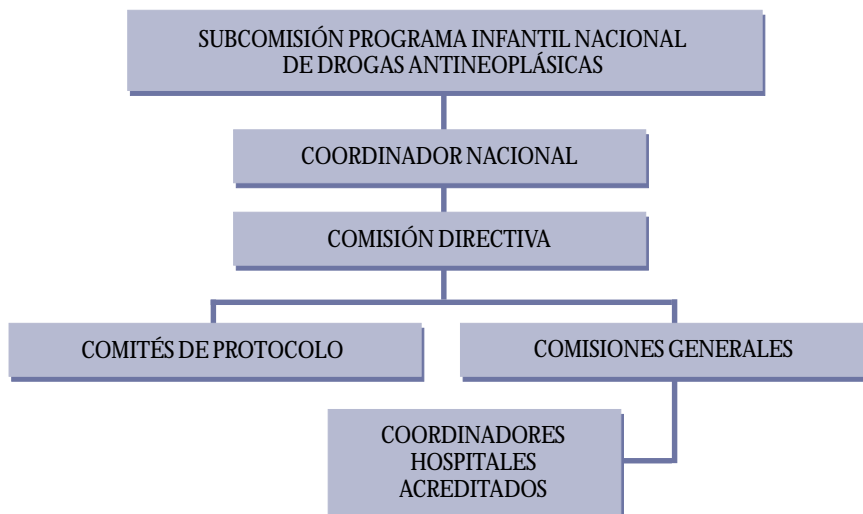 SUBCOMISIÓN PROGRAMA INFANTIL NACIONAL
DE DROGAS ANTINEOPLÁSICAS
COORDINADOR NACIONAL
COMISIÓN DIRECTIVA
COMITÉS DE PROTOCOLO
COMISIONES GENERALES
COORDINADORES
HOSPITALES
ACREDITADOS